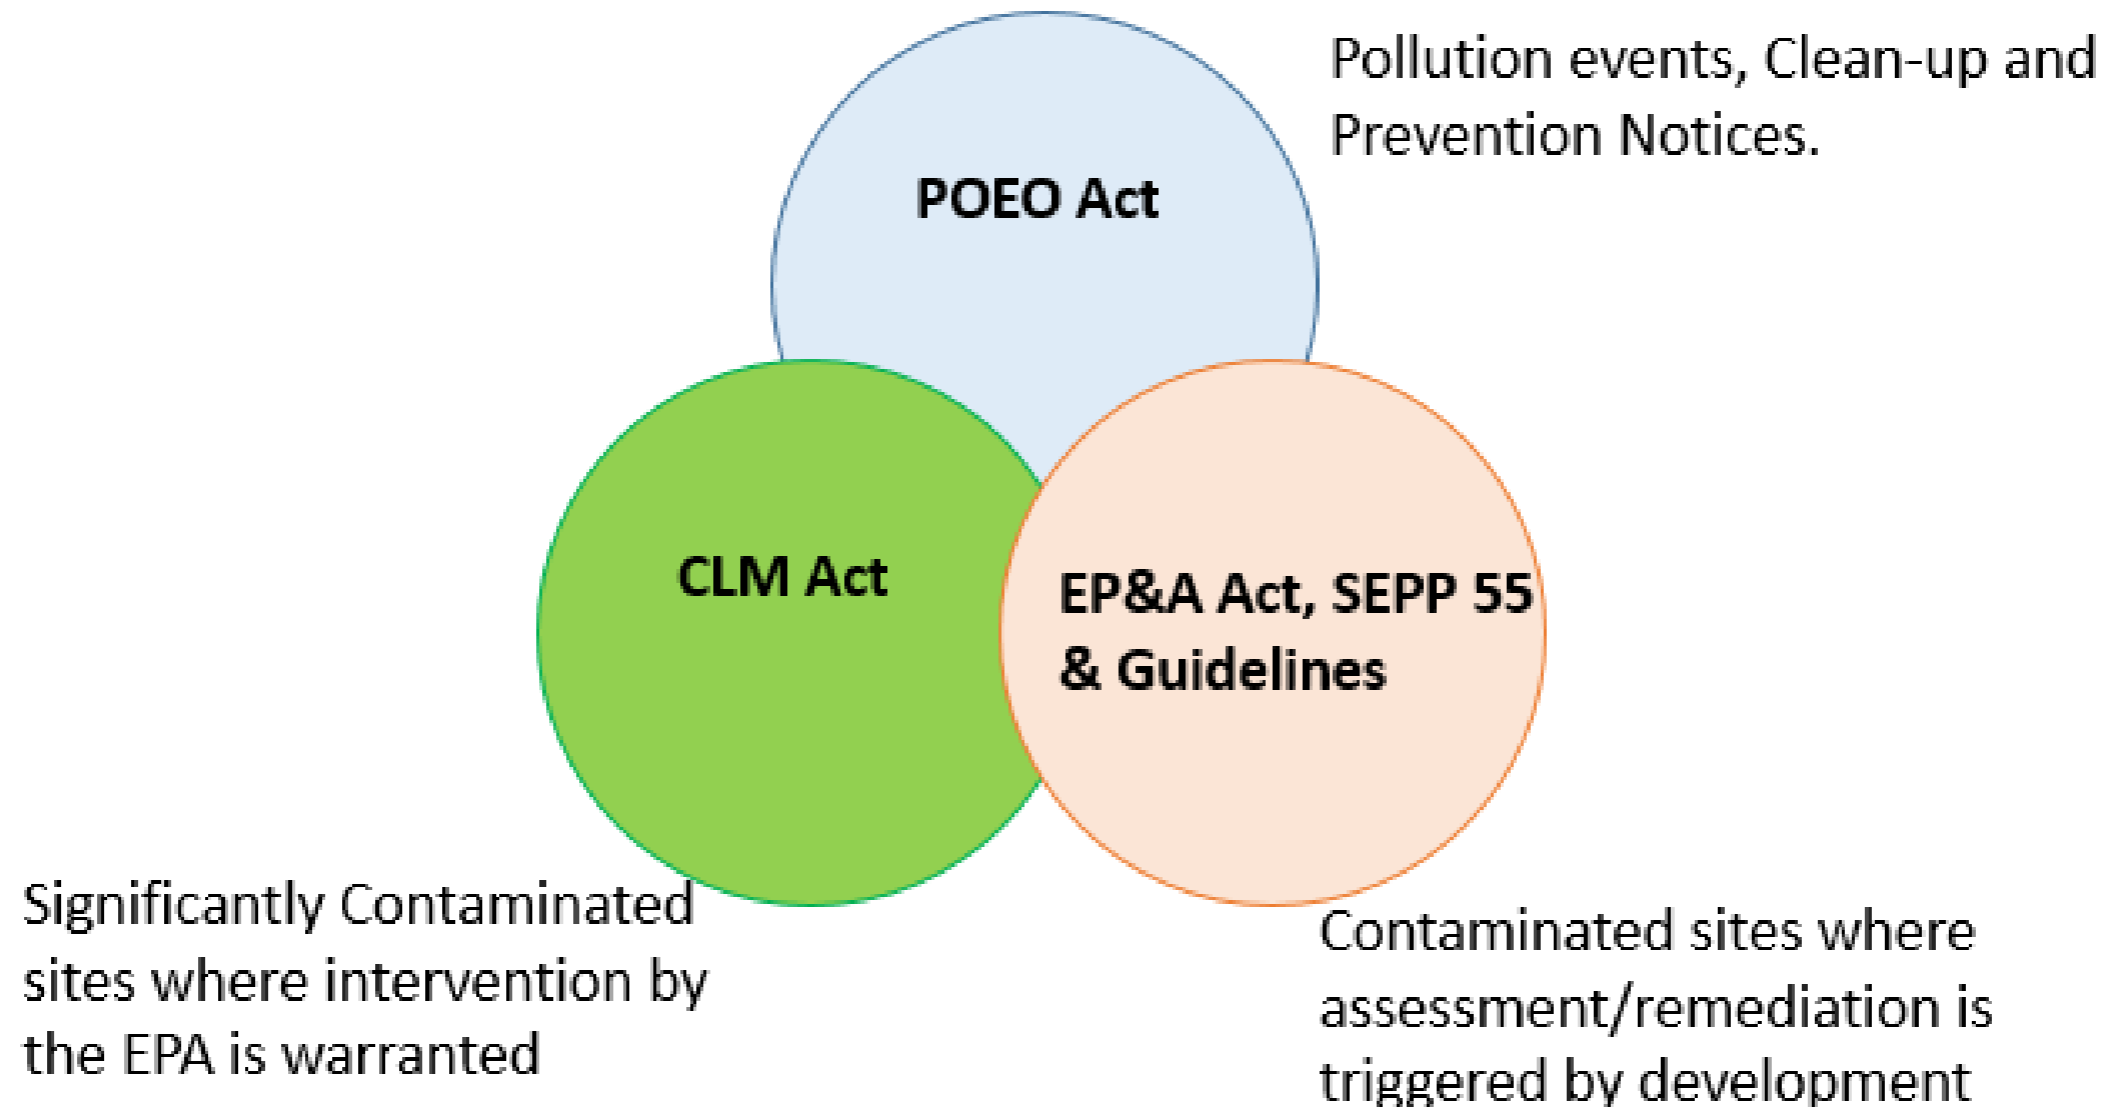 Pollution events, Clean-up and
Prevention Notices.
POEO Act
CLM Act
EP&A Act, SEPP 55
& Guidelines
Significantly Contaminated
sites where intervention by
the EPA is warranted
Contaminated sites where
assessment/remediation is
triggered by development